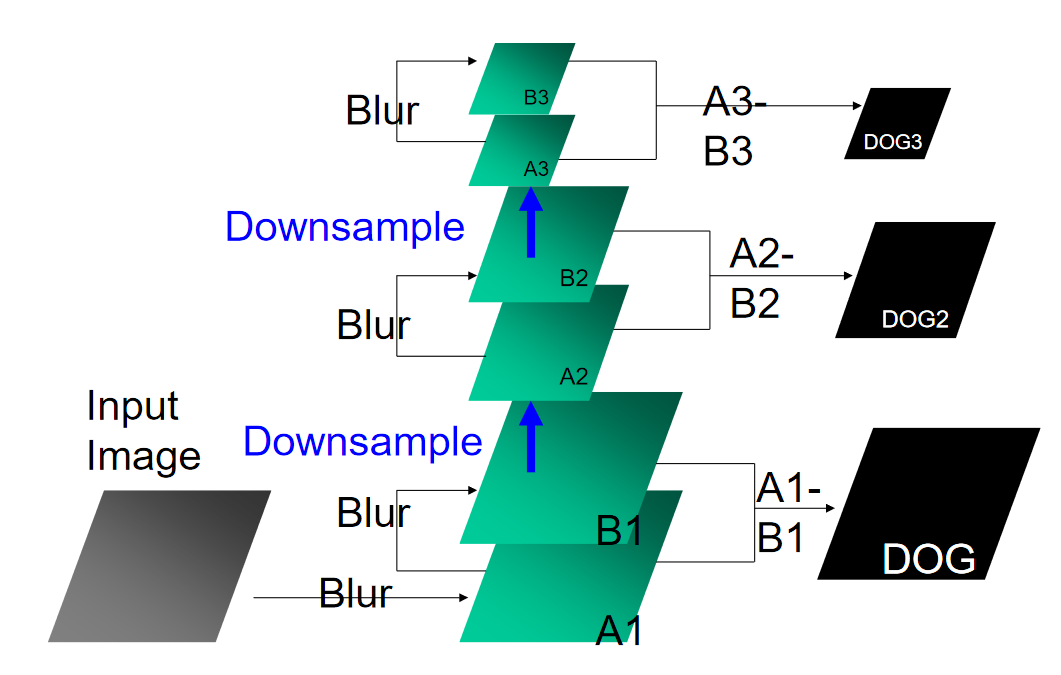 Blur
B3
A3-
B3
DOG3
A3
Downsample
A2-
B2
B2
DOG2
Blur
A2
Input
Image
Downsample
Blur
B1
A1-
B1
DOG
Blur
A1